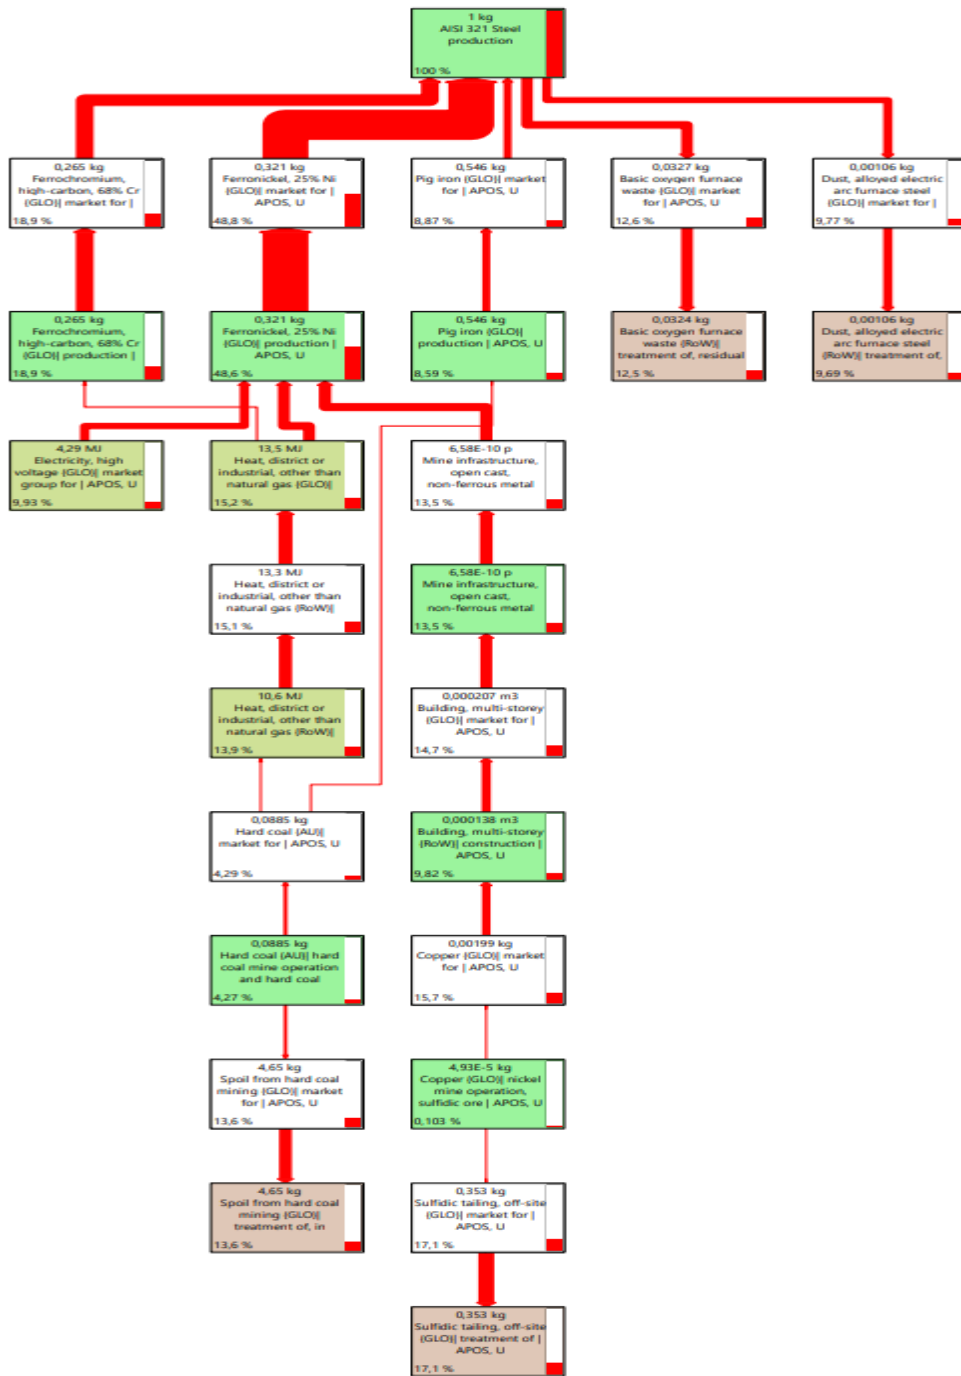 1 kg
AISI 321 Steel
production
100 %
0,265 kg
Ferrochromium,
high-carbon, 68% Cr
{GLO}| market for |
18,9 %
0,321 kg
Ferronickel, 25% Ni
{GLO}| market for |
APOS, U
48,8 %
0,546 kg
Pig iron {GLO}| market
for | APOS, U
8,87 %
0,0327 kg
Basic oxygen furnace
waste {GLO}| market
for | APOS, U
12,6 %
0,00106 kg
Dust, alloyed electric
arc furnace steel
{GLO}| market for |
9,77 %
0,265 kg
Ferrochromium,
high-carbon, 68% Cr
{GLO}| production |
18,9 %
0,321 kg
Ferronickel, 25% Ni
{GLO}| production |
APOS, U
48,6 %
0,546 kg
Pig iron {GLO}|
production | APOS, U
8,59 %
0,0324 kg
Basic oxygen furnace
waste {RoW}|
treatment of, residual
12,5 %
0,00106 kg
Dust, alloyed electric
arc furnace steel
{RoW}| treatment of,
9,69 %
4,29 MJ
Electricity, high
voltage {GLO}| market
group for | APOS, U
9,93 %
13,5 MJ
Heat, district or
industrial, other than
natural gas {GLO}|
15,2 %
6,58E-10 p
Mine infrastructure,
open cast,
non-ferrous metal
13,5 %
13,3 MJ
Heat, district or
industrial, other than
natural gas {RoW}|
15,1 %
6,58E-10 p
Mine infrastructure,
open cast,
non-ferrous metal
13,5 %
10,6 MJ
Heat, district or
industrial, other than
natural gas {RoW}|
13,9 %
0,000207 m3
Building, multi-storey
{GLO}| market for |
APOS, U
14,7 %
0,0885 kg
Hard coal {AU}|
market for | APOS, U
4,29 %
0,000138 m3
Building, multi-storey
{RoW}| construction |
APOS, U
9,82 %
0,0885 kg
Hard coal {AU}| hard
coal mine operation
and hard coal
4,27 %
0,00199 kg
Copper {GLO}| market
for | APOS, U
15,7 %
4,65 kg
Spoil from hard coal
mining {GLO}| market
for | APOS, U
13,6 %
4,93E-5 kg
Copper {GLO}| nickel
mine operation,
sulfidic ore | APOS, U
0,103 %
4,65 kg
Spoil from hard coal
mining {GLO}|
treatment of, in
13,6 %
0,353 kg
Sulfidic tailing, off-site
{GLO}| market for |
APOS, U
17,1 %
0,353 kg
Sulfidic tailing, off-site
{GLO}| treatment of |
APOS, U
17,1 %